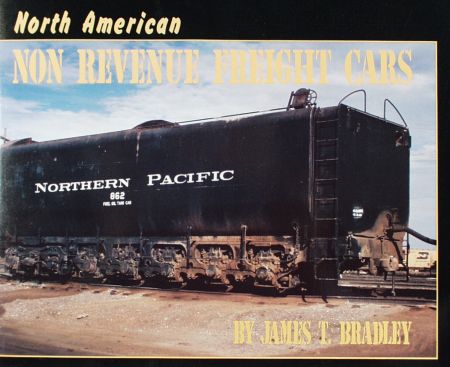 North American
NON REVENUE FREIGHT CARS
NORTHERN PACIFIC
862
FUEL OIL TANK CAR
BY JAMES T. BRADLEY